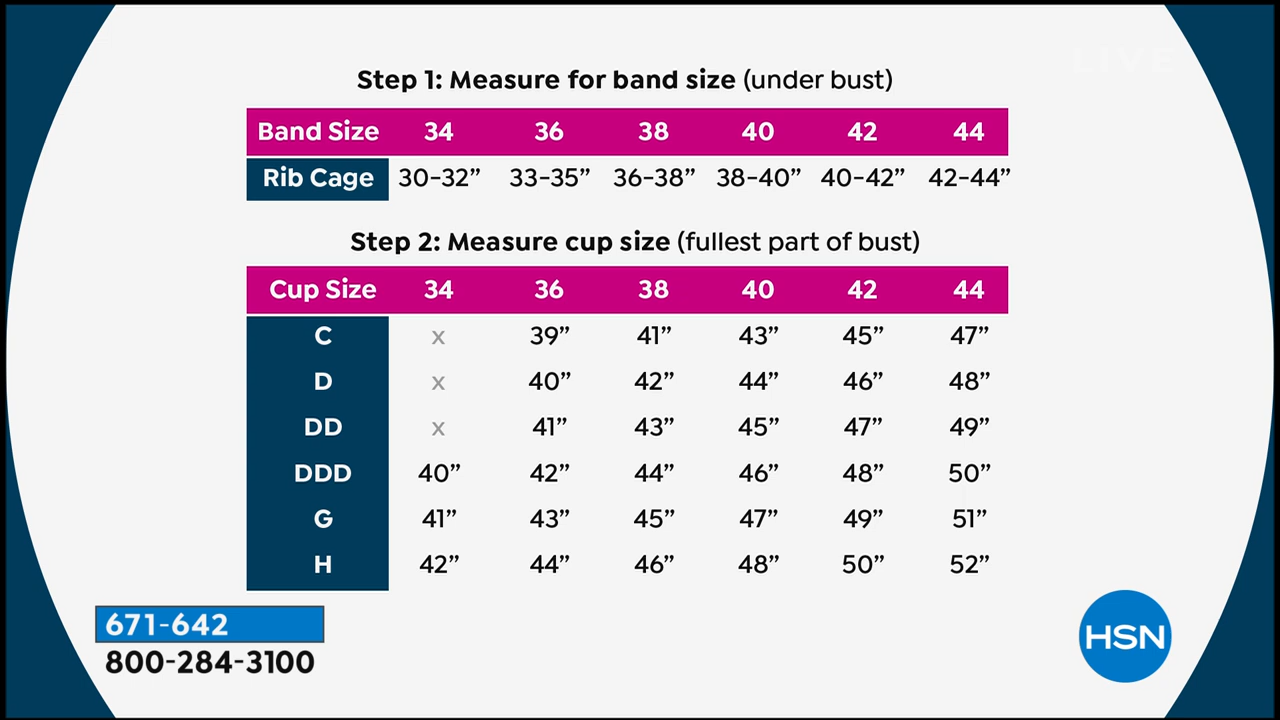 LIVE
Step 1: Measure for band size (under bust)
Band Size 34 36 38 40 42 44
Rib Cage 30-32” 33-35” 36-38” 38-40” 40-42” 42-44”
Step 2: Measure cup size (fullest part of bust)
Cup Size 34 36 38 40 42 44
C x 39” 41” 43” 45” 47”
D x 40” 42” 44” 46” 48”
DD x 41” 43” 45” 47” 49”
DDD 40” 42” 44” 46” 48” 50”
G 41” 43” 45” 47” 49” 51”
H 42” 44” 46” 48” 50” 52”
671-642
800-284-3100
HSN